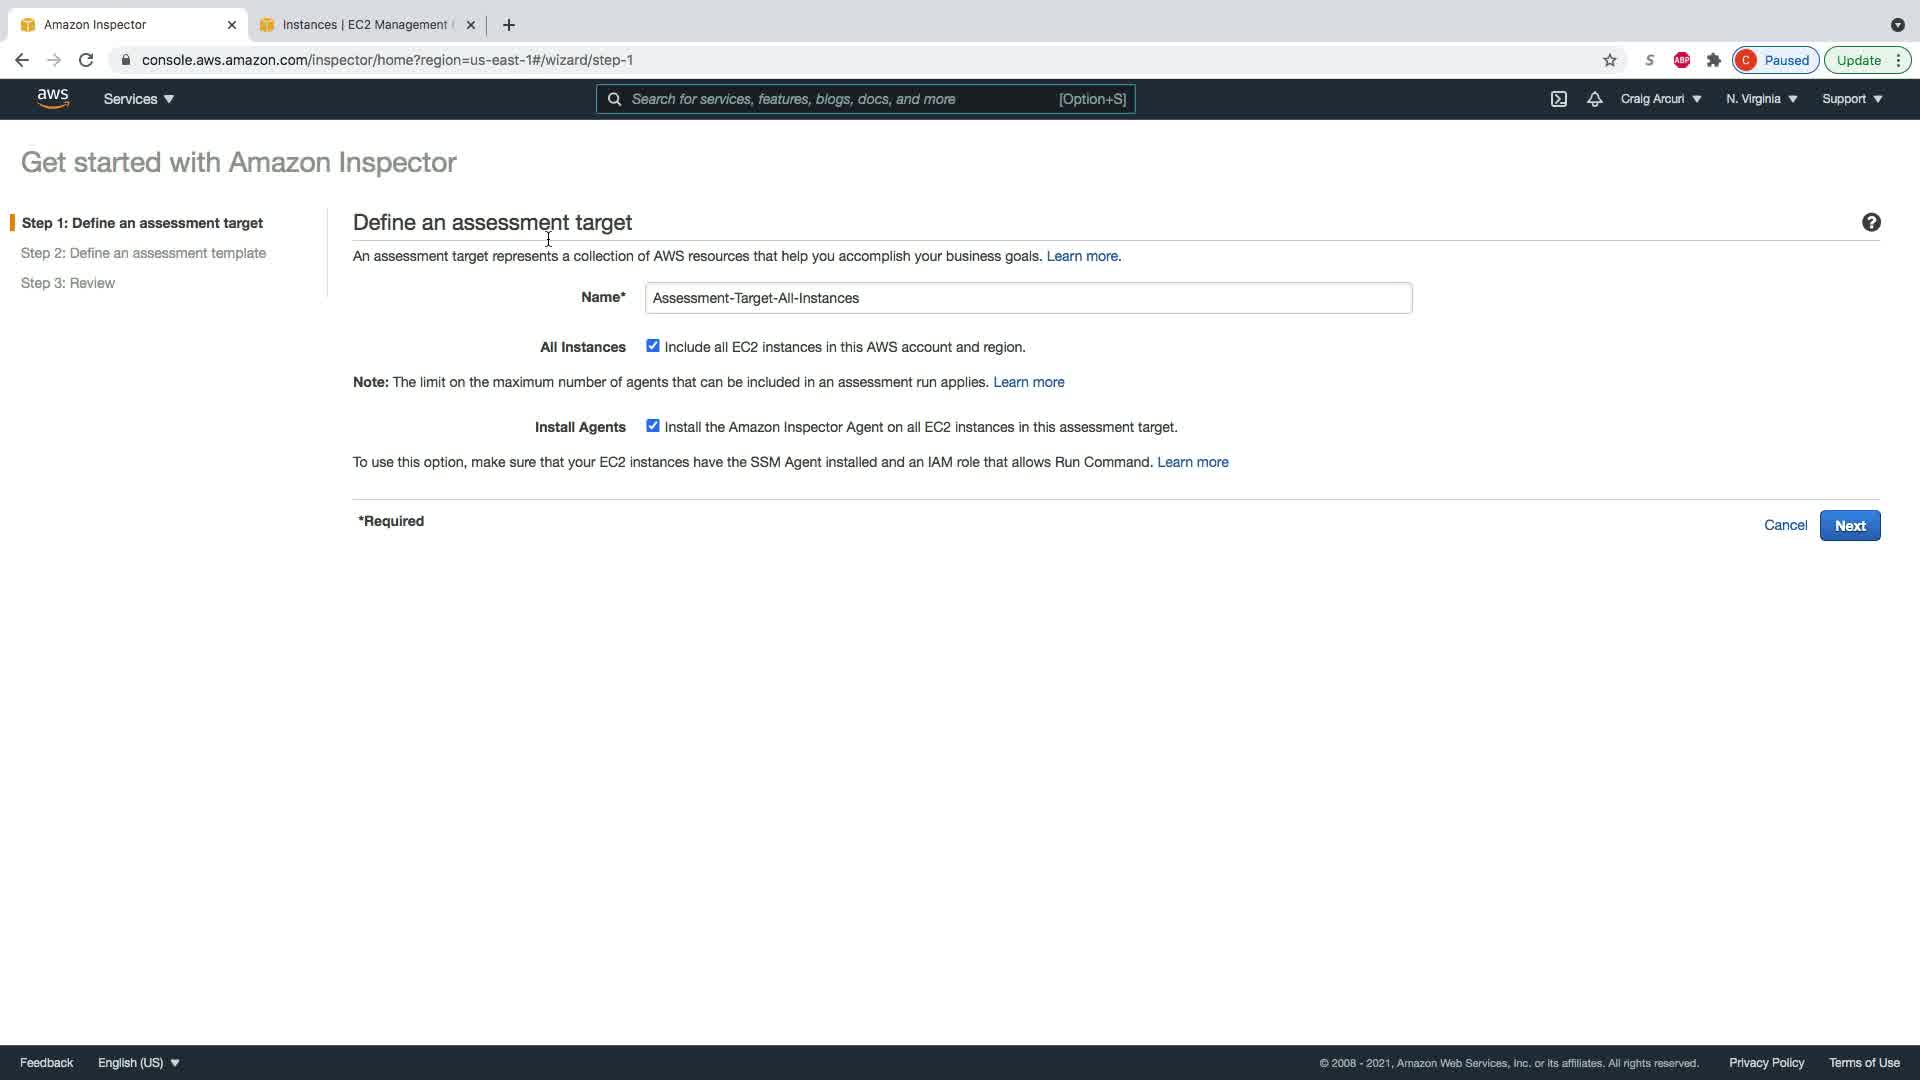 Amazon Inspector
Instances | EC2 Management
console.aws.amazon.com/inspector/home?region=us-east-1#/wizard/step-1
S
ABP
C
Paused
Update
aws
Services
Search for services, features, blogs, docs, and more
[Option+S]
Craig Arcuri
N. Virginia
Support
Get started with Amazon Inspector
Step 1: Define an assessment target
Step 2: Define an assessment template
Step 3: Review
Define an assessment target
?
An assessment target represents a collection of AWS resources that help you accomplish your business goals. Learn more.
Name*
Assessment-Target-All-Instances
All Instances
Include all EC2 instances in this AWS account and region.
Note: The limit on the maximum number of agents that can be included in an assessment run applies. Learn more
Install Agents
Install the Amazon Inspector Agent on all EC2 instances in this assessment target.
To use this option, make sure that your EC2 instances have the SSM Agent installed and an IAM role that allows Run Command. Learn more
*Required
Cancel
Next
Feedback
English (US)
© 2008 - 2021, Amazon Web Services, Inc. or its affiliates. All rights reserved.
Privacy Policy
Terms of Use